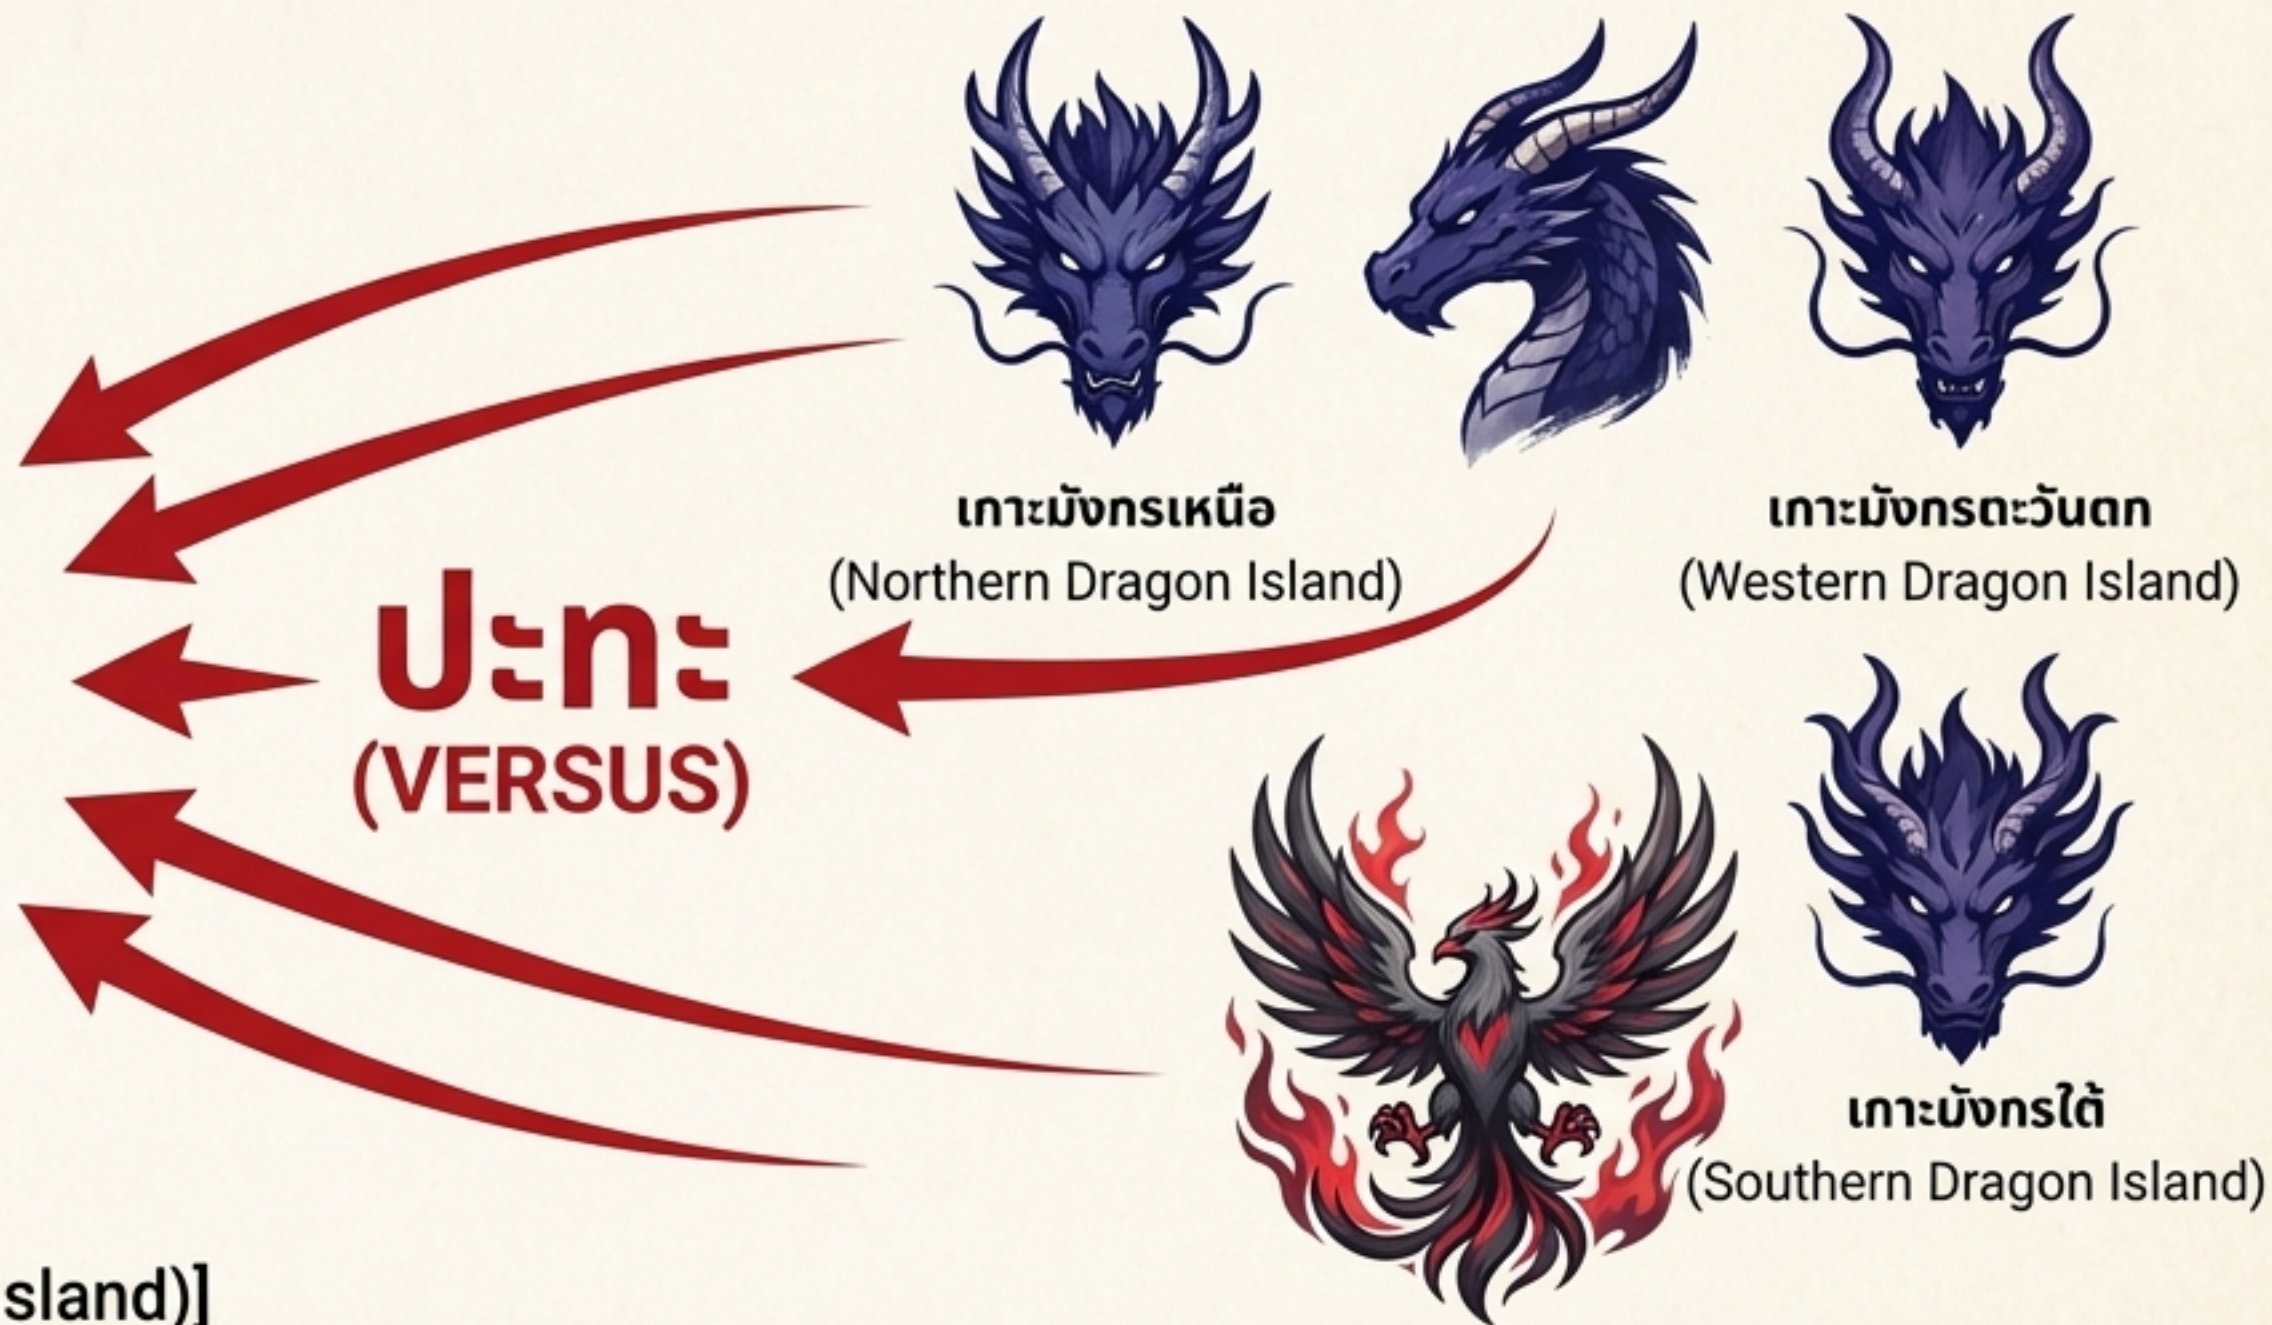 เกาะมังกรเหนือ
(Northern Dragon Island)
เกาะมังกรตะวันตก
(Western Dragon Island)
ปะทะ
(VERSUS)
เกาะมังกรใต้
(Southern Dragon Island)
sland)]